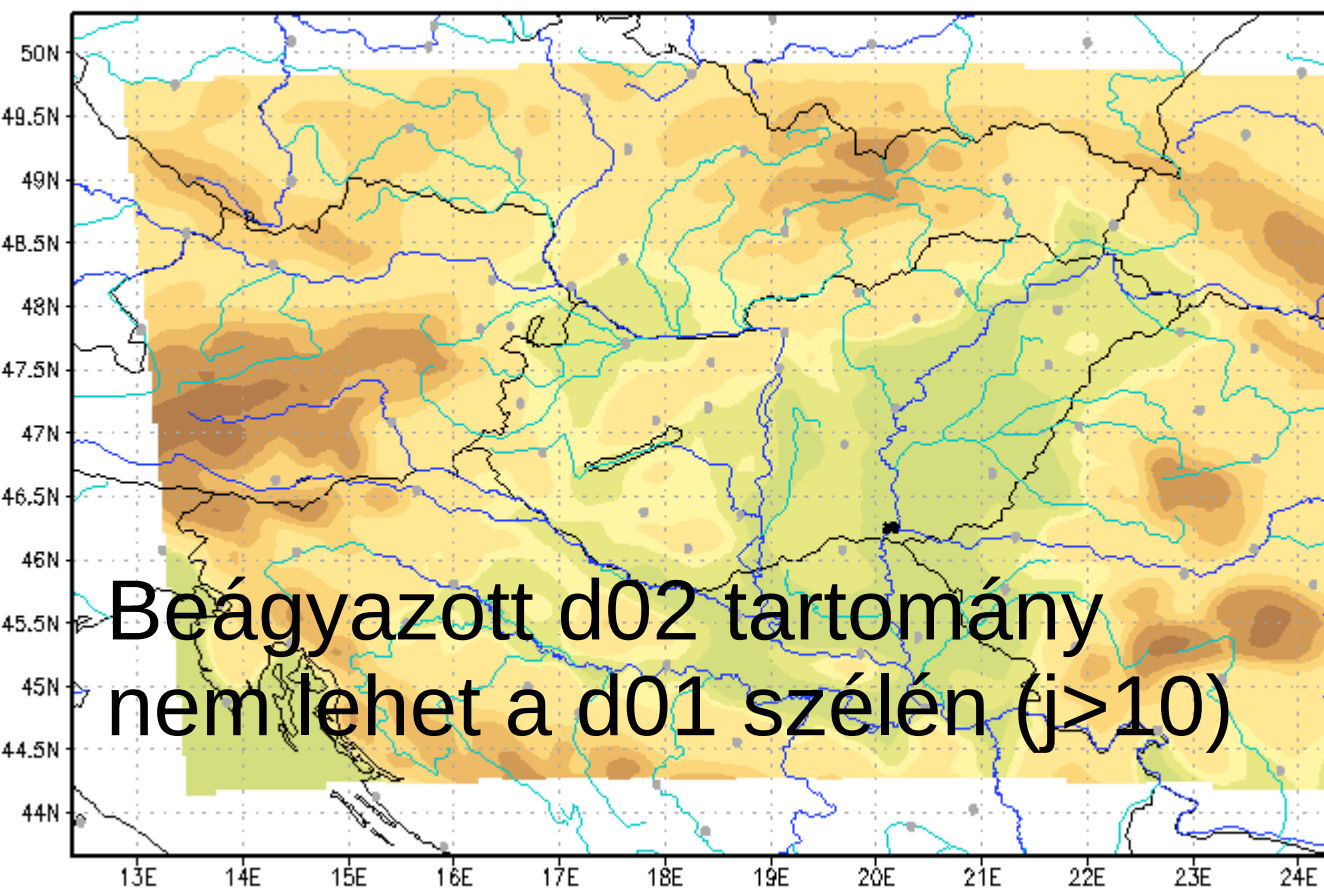 50N
49.5N
49N
48.5N
48N
47.5N
47N
46.5N
46N
45.5N
45N
44.5N
44N
Beágyazott d02 tartomány
nem lehet a d01 szélén (j>10)
13E 14E 15E 16E 17E 18E 19E 20E 21E 22E 23E 24E